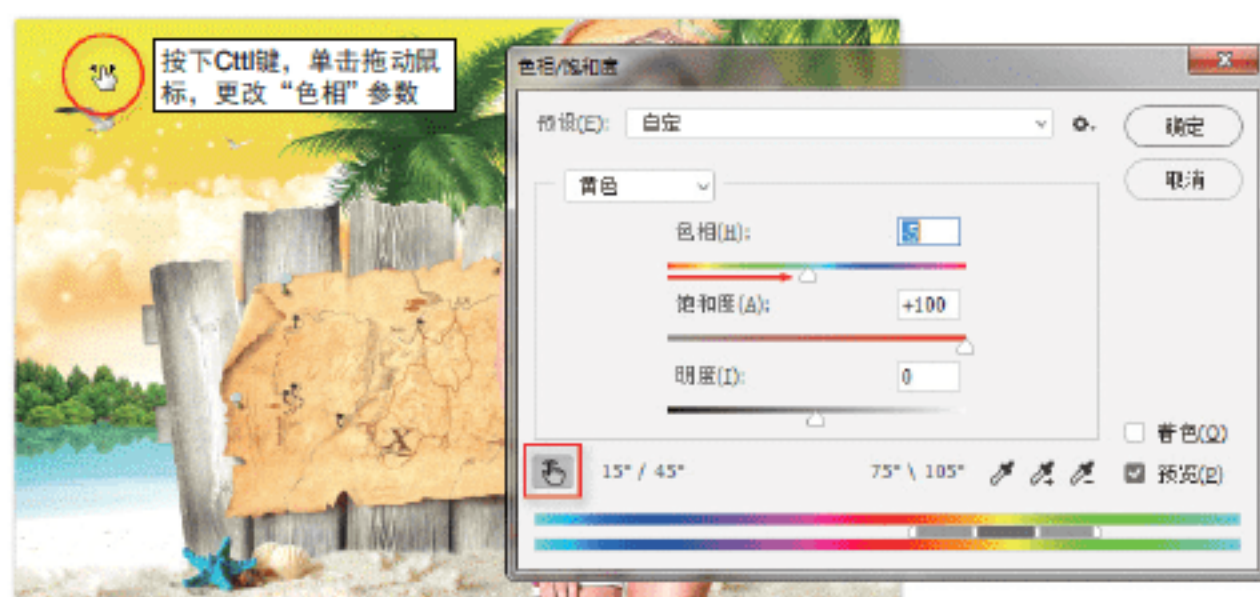 按下Cttl键，单击拖动鼠
标，更改“色相”参数
色相/饱和度
预设(E): 自定
确定
取消
黄色
色相(H):
饱和度(A): +100
明度(I): 0
着色(O)
15° / 45° 75° \ 105° 预览(P)
X